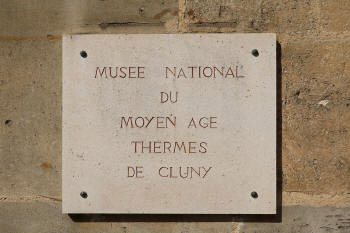 MUSEE NATIONAL
DU
MOYEN AGE
THERMES
DE CLUNY